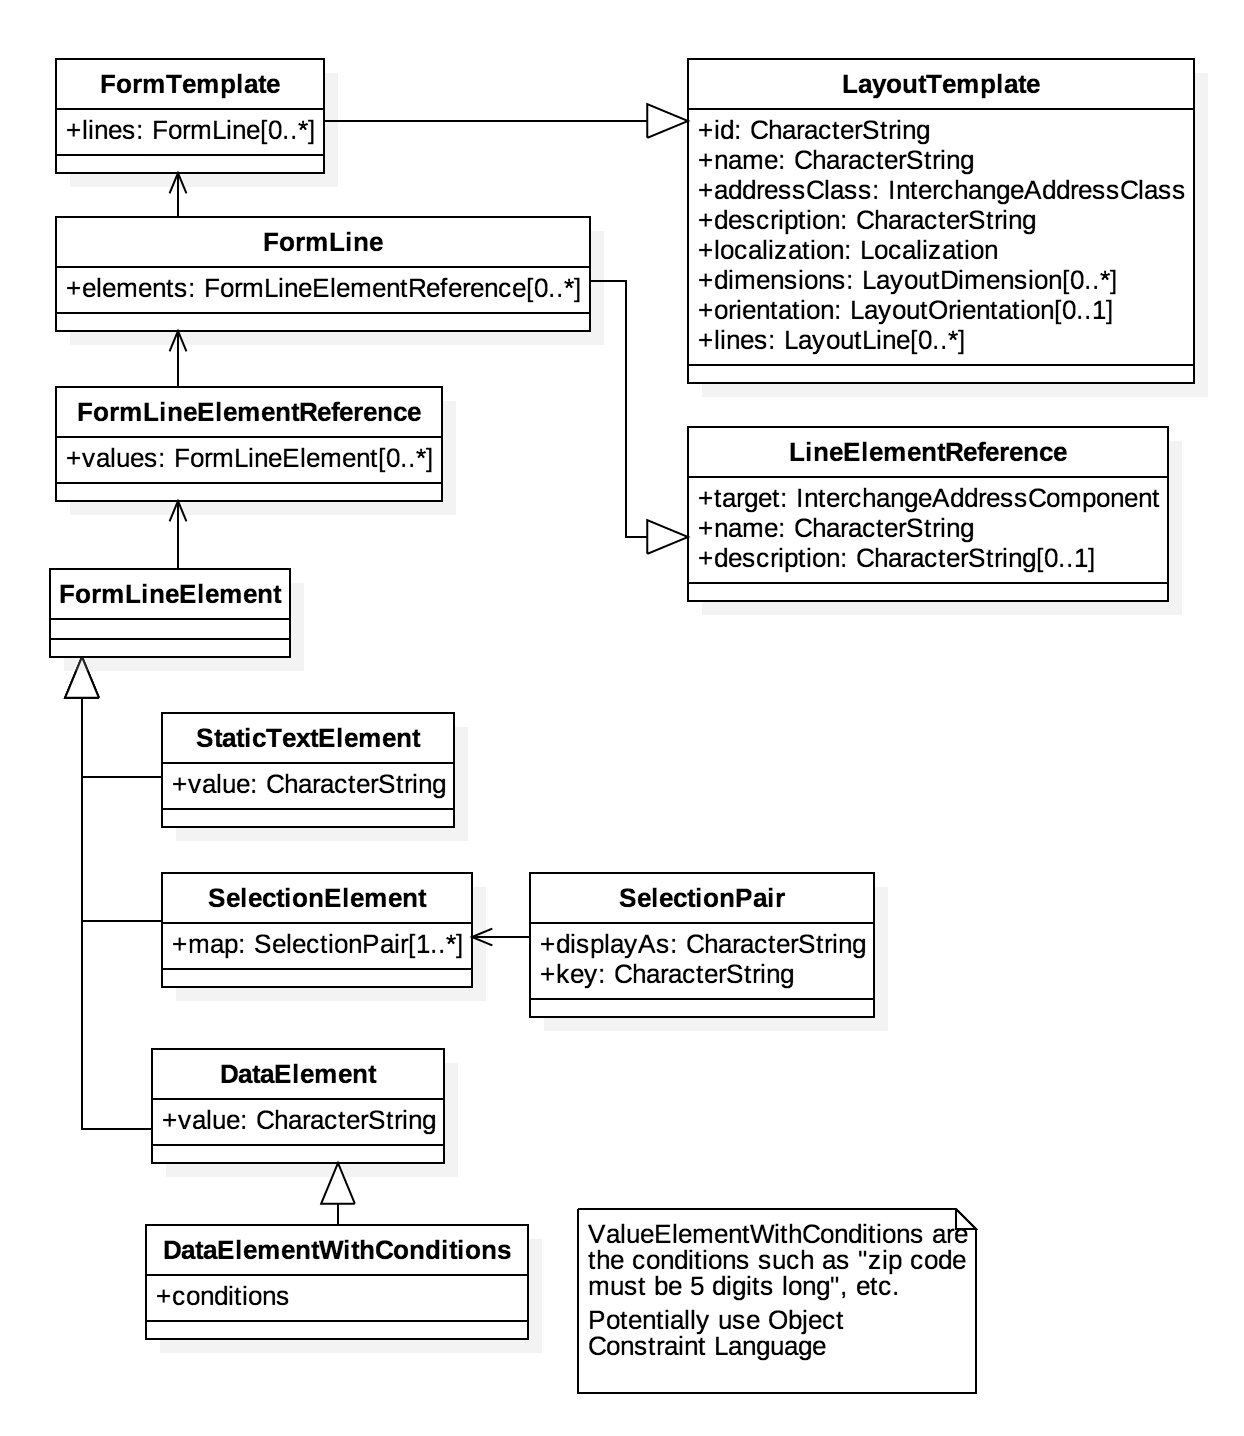 FormTemplate
+lines: FormLine[0..*]
LayoutTemplate
+id: CharacterString
+name: CharacterString
+addressClass: InterchangeAddressClass
+description: CharacterString
+localization: Localization
+dimensions: LayoutDimension[0..*]
+orientation: LayoutOrientation[0..1]
+lines: LayoutLine[0..*]
FormLine
+elements: FormLineElementReference[0..*]
FormLineElementReference
+values: FormLineElement[0..*]
LineElementReference
+target: InterchangeAddressComponent
+name: CharacterString
+description: CharacterString[0..1]
FormLineElement
StaticTextElement
+value: CharacterString
SelectionElement
+map: SelectionPair[1..*]
SelectionPair
+displayAs: CharacterString
+key: CharacterString
DataElement
+value: CharacterString
DataElementWithConditions
+conditions
ValueElementWithConditions are
the conditions such as "zip code
must be 5 digits long", etc.
Potentially use Object
Constraint Language